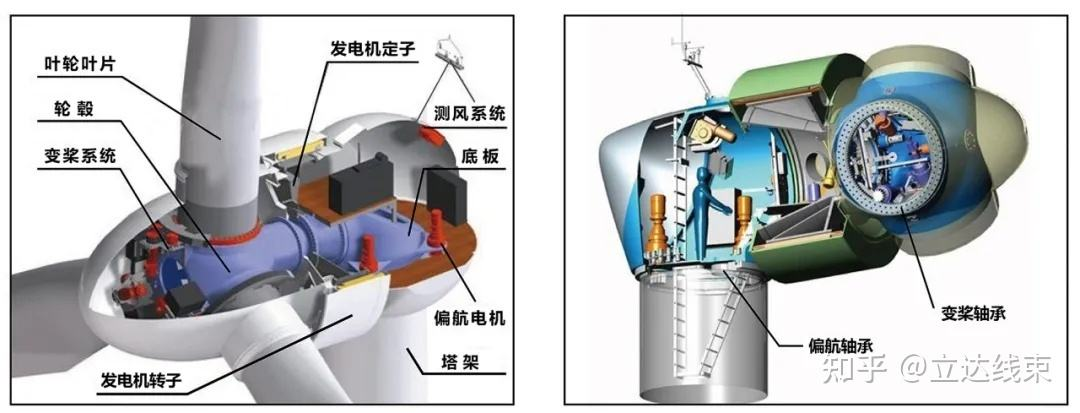 叶轮叶片
轮 毂
变桨系统
发电机定子
测风系统
底板
偏航电机
塔架
发电机转子
变桨轴承
偏航轴承
知乎 @立达线束